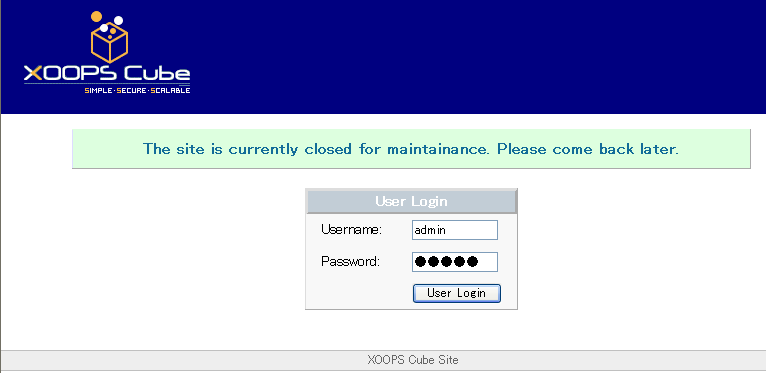 XOOPS Cube
SIMPLE·SECURE·SCALABLE
The site is currently closed for maintainance. Please come back later.
User Login
Username: admin
Password: ●●●●●
User Login
XOOPS Cube Site